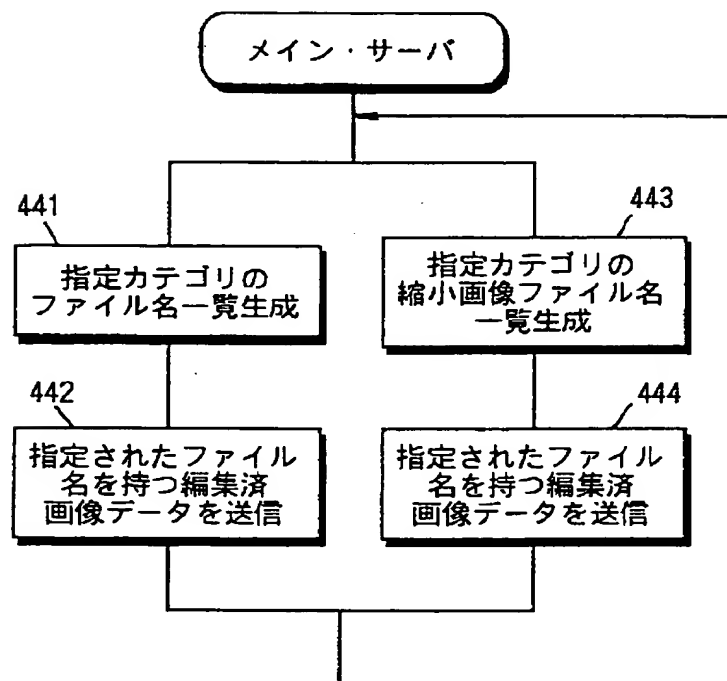 メイン・サーバ
441
指定カテゴリの
ファイル名一覧生成
443
指定カテゴリの
縮小画像ファイル名
一覧生成
442
指定されたファイル
名を持つ編集済
画像データを送信
444
指定されたファイル
名を持つ編集済
画像データを送信